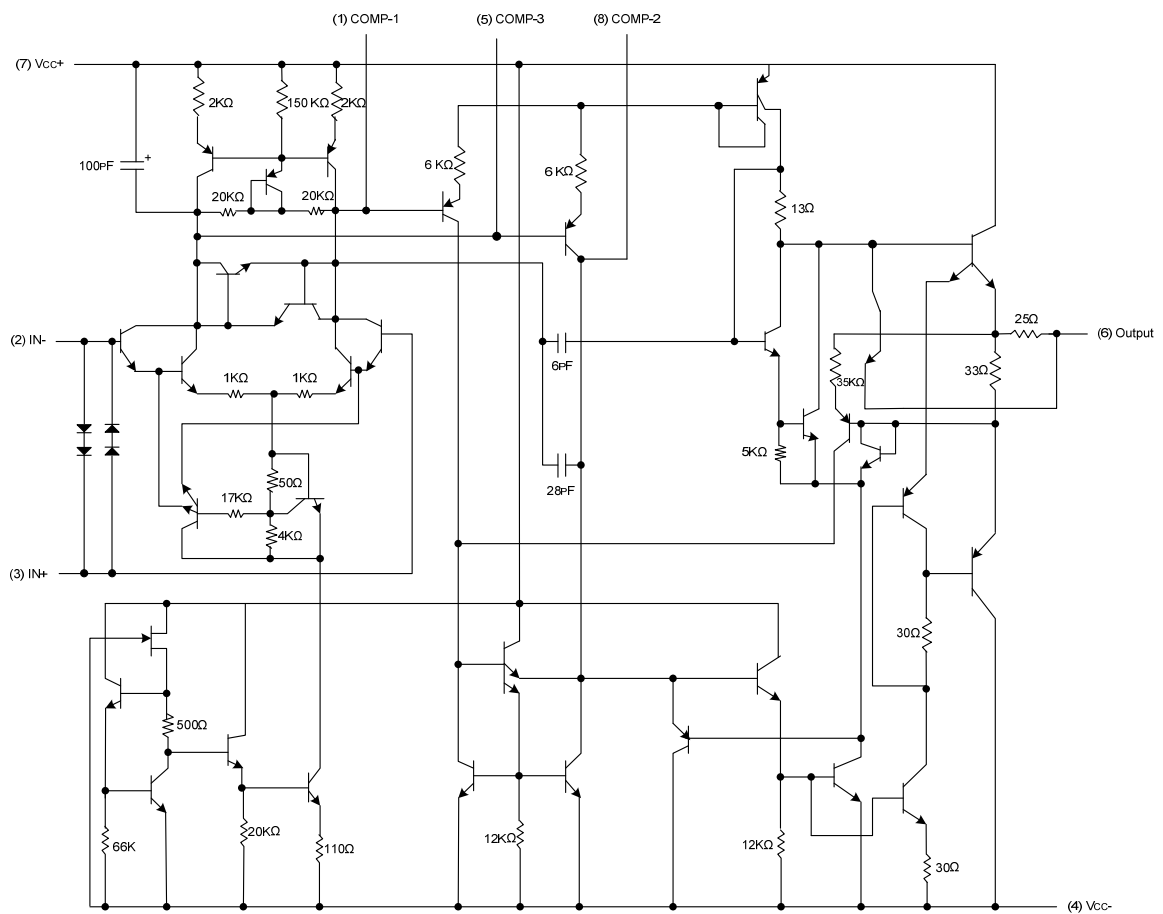 (1) COMP-1
(5) COMP-3
(8) COMP-2
(7) VCC+
2KΩ
150 KΩ
2KΩ
100PF
+
6 KΩ
6 KΩ
20KΩ
20KΩ
13Ω
25Ω
(6) Output
(2) IN-
6PF
33Ω
1KΩ
1KΩ
35KΩ
5KΩ
50Ω
28PF
17KΩ
4KΩ
(3) IN+
30Ω
500Ω
20KΩ
12KΩ
12KΩ
66K
110Ω
30Ω
(4) VCC-